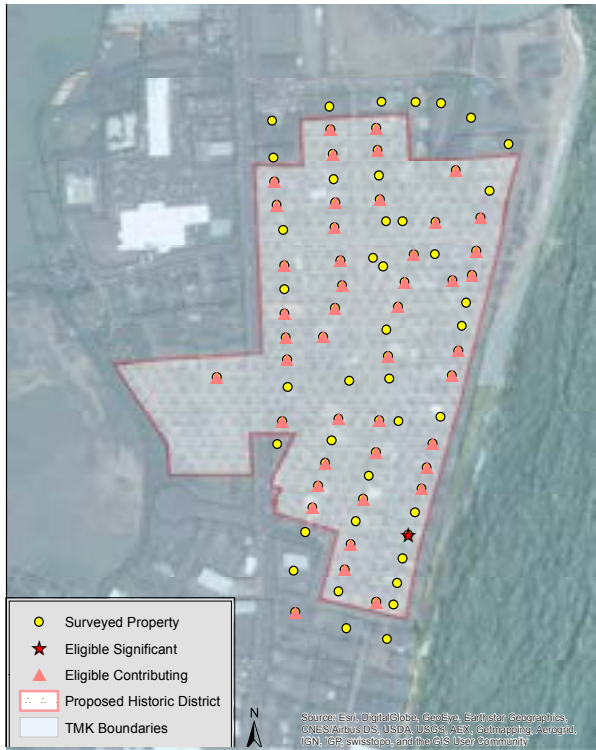 Surveyed Property
Eligible Significant
Eligible Contributing
Proposed Historic District
TMK Boundaries
N
Source: Esri, DigitalGlobe, GeoEye, Earthstar Geographics,
CNES/Airbus DS, USDA, USGS, AEX, Getmapping, Aerogrid,
IGN, IGP, swisstopo, and the GIS User Community